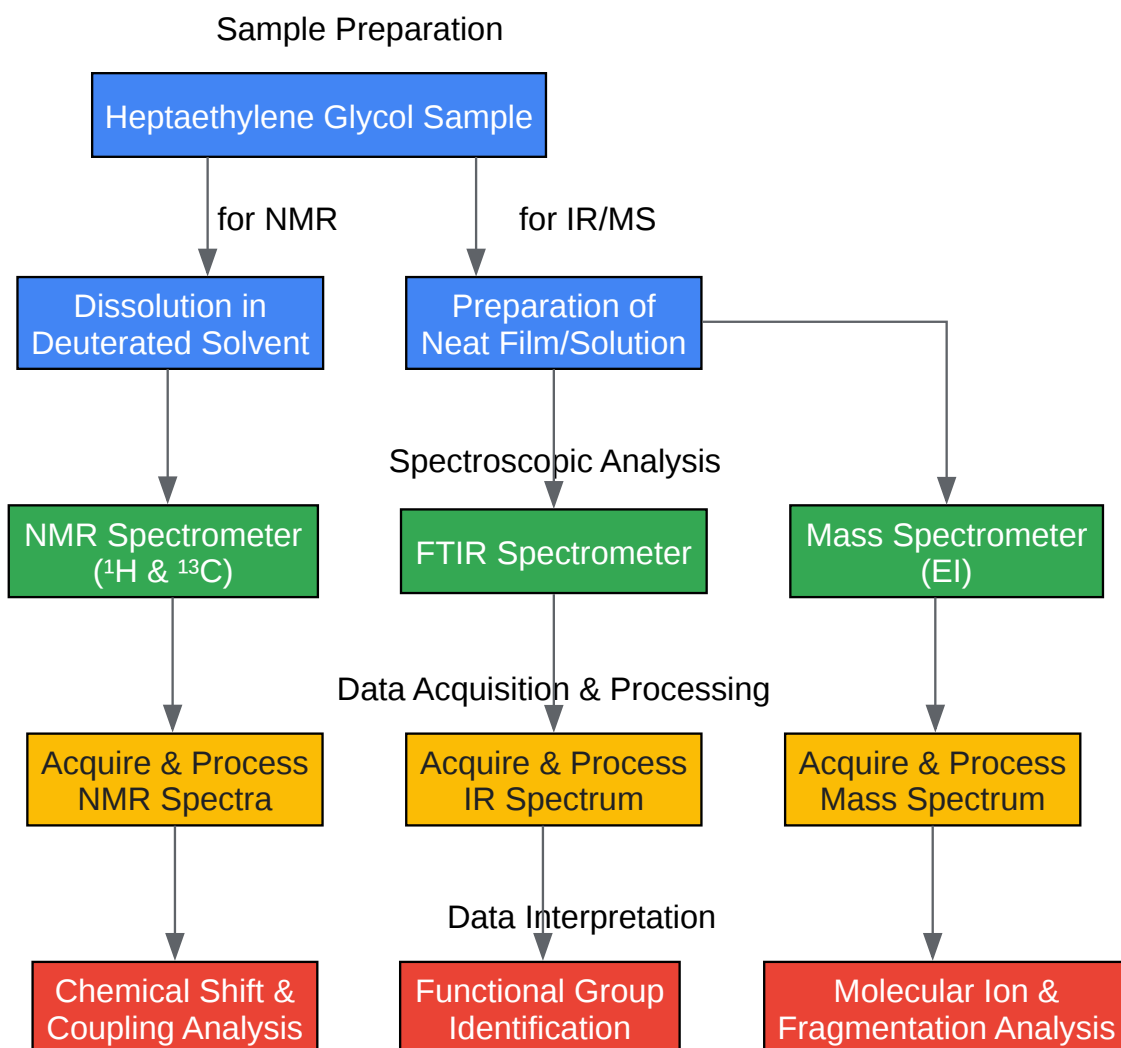 Sample Preparation
Heptaethylene Glycol Sample
for NMR
for IR/MS
Dissolution in
Deuterated Solvent
Preparation of
Neat Film/Solution
Spectroscopic Analysis
NMR Spectrometer
(¹H & ¹³C)
FTIR Spectrometer
Mass Spectrometer
(EI)
Data Acquisition & Processing
Acquire & Process
NMR Spectra
Acquire & Process
IR Spectrum
Acquire & Process
Mass Spectrum
Data Interpretation
Chemical Shift &
Coupling Analysis
Functional Group
Identification
Molecular Ion &
Fragmentation Analysis